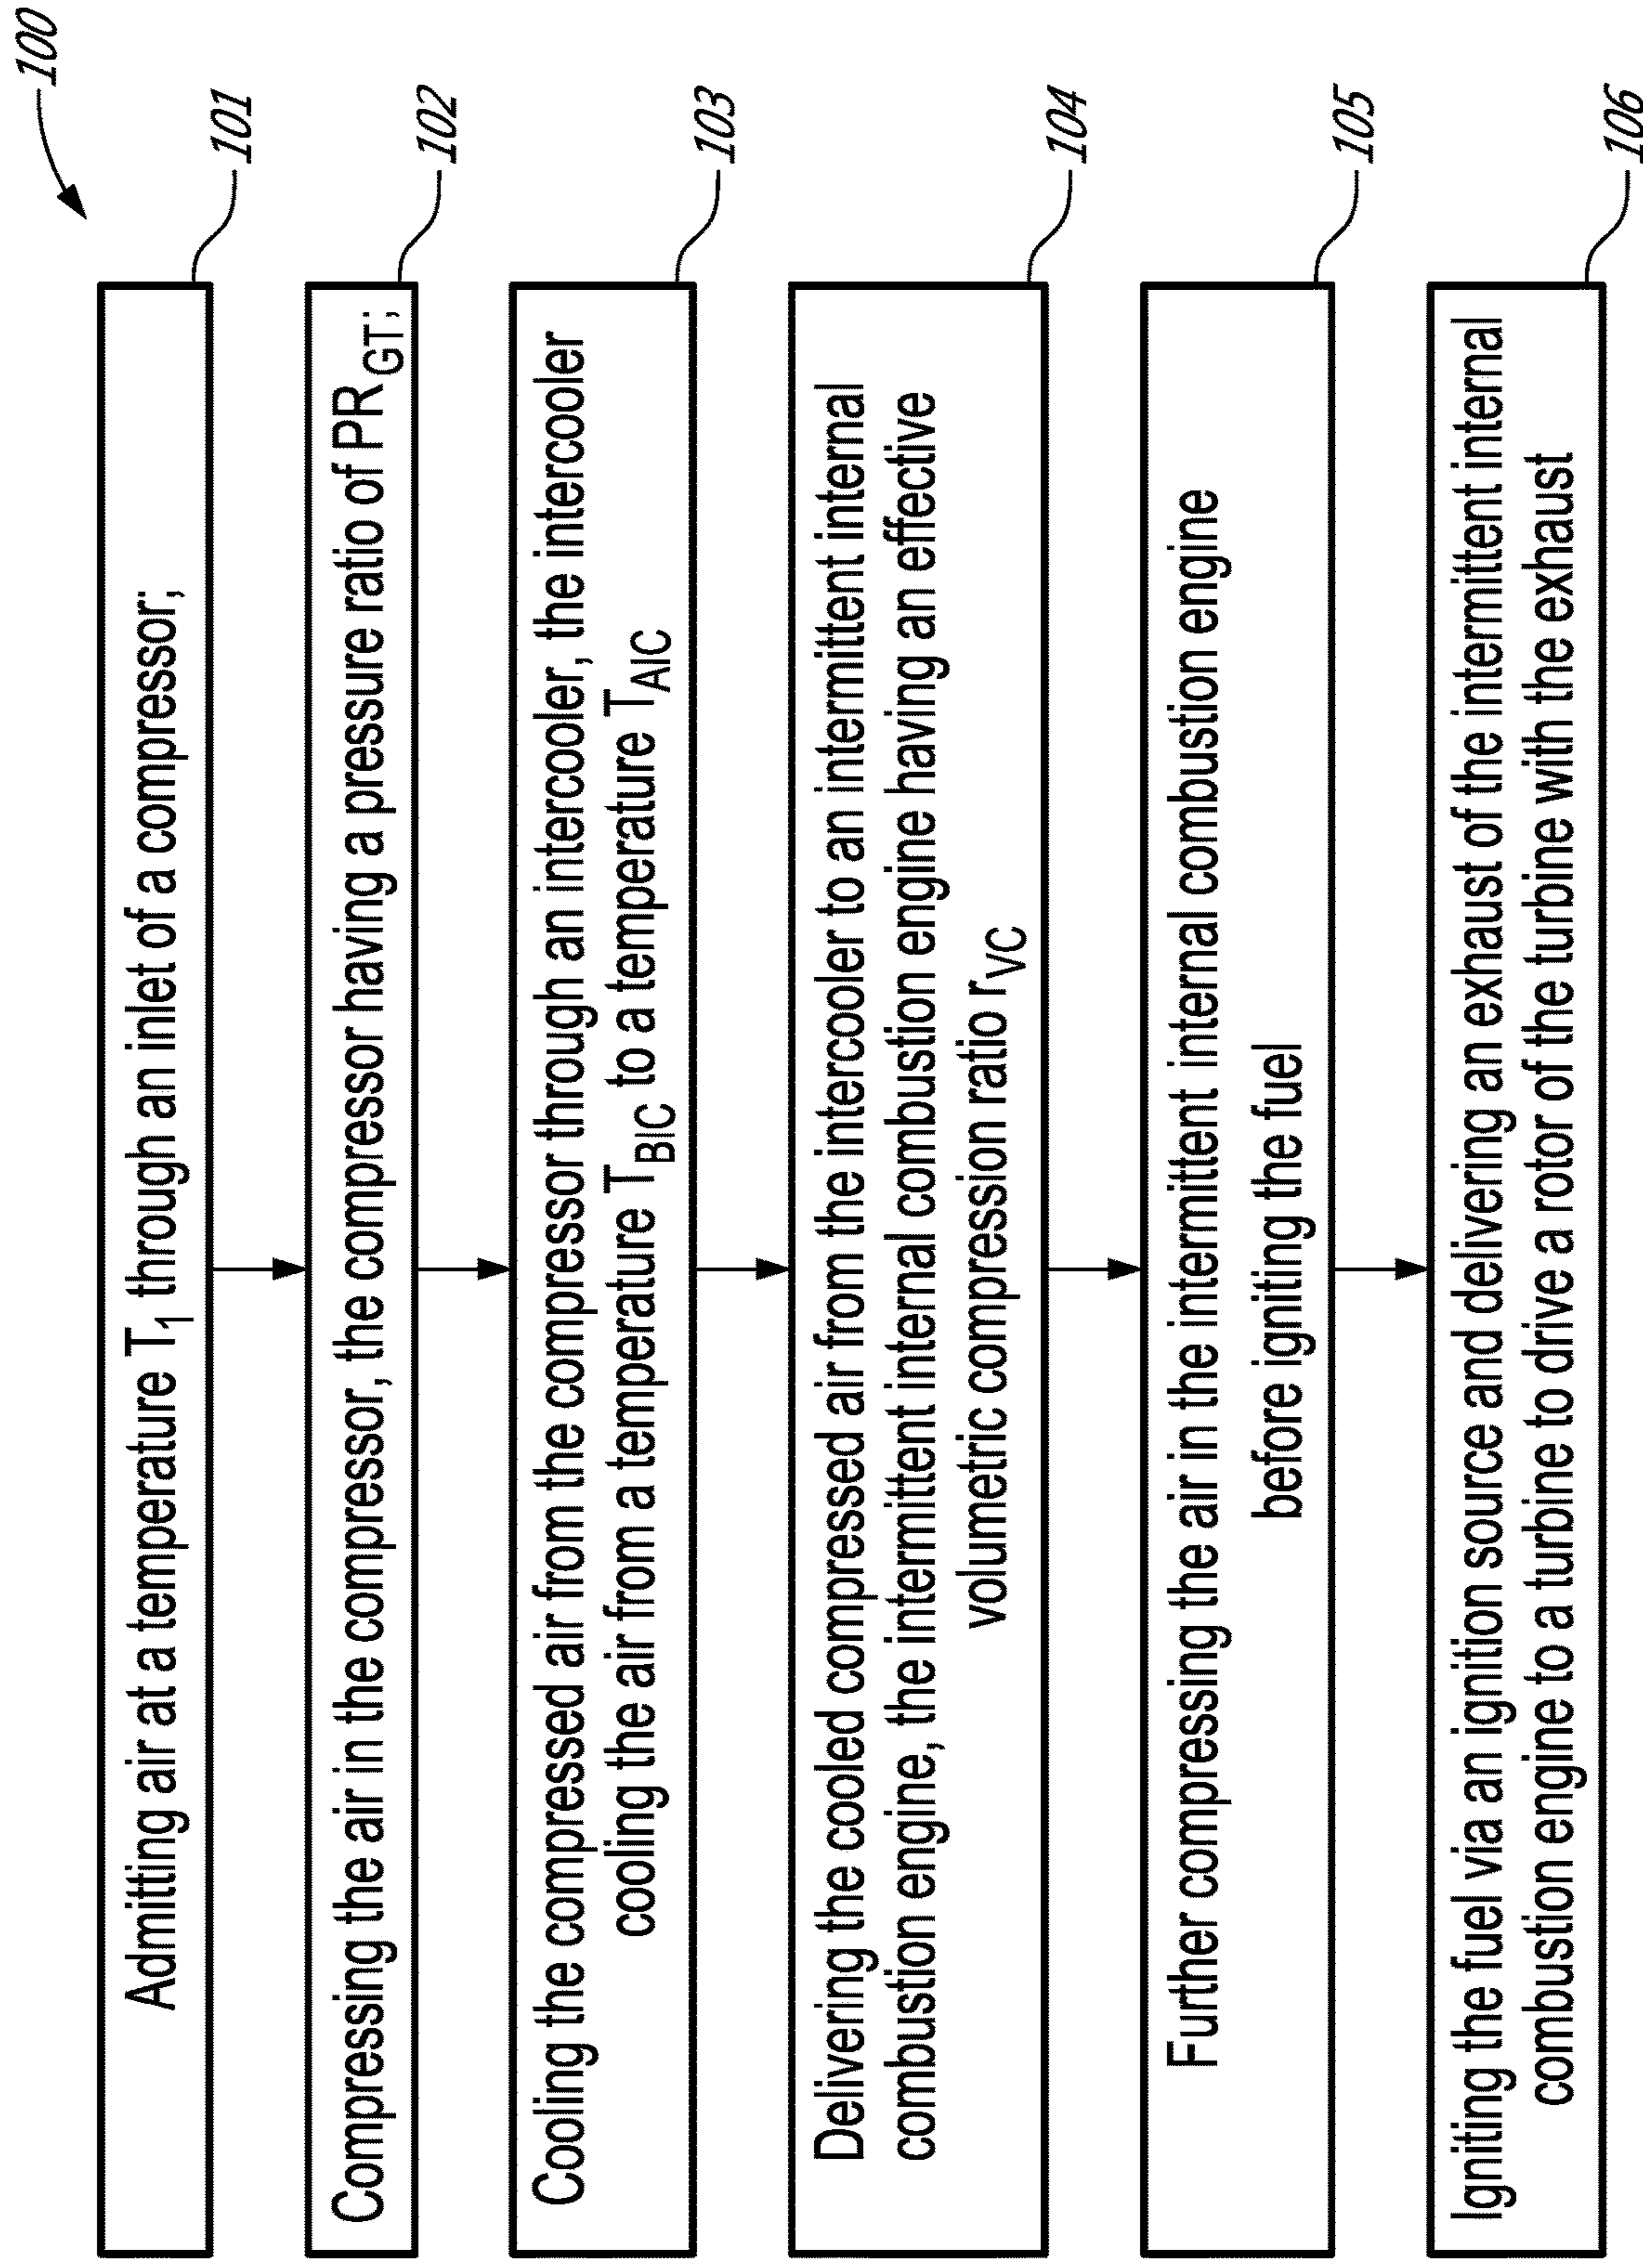 100
Admitting air at a temperature T1 through an inlet of a compressor;
101
Compressing the air in the compressor, the compressor having a pressure ratio of PRGT;
102
Cooling the compressed air from the compressor through an intercooler, the intercooler
cooling the air from a temperature TBIC to a temperature TAIC
103
Delivering the cooled compressed air from the intercooler to an intermittent internal
combustion engine, the intermittent internal combustion engine having an effective
volumetric compression ratio rVC
104
Further compressing the air in the intermittent internal combustion engine
before igniting the fuel
105
Igniting the fuel via an ignition source and delivering an exhaust of the intermittent internal
combustion engine to a turbine to drive a rotor of the turbine with the exhaust
106